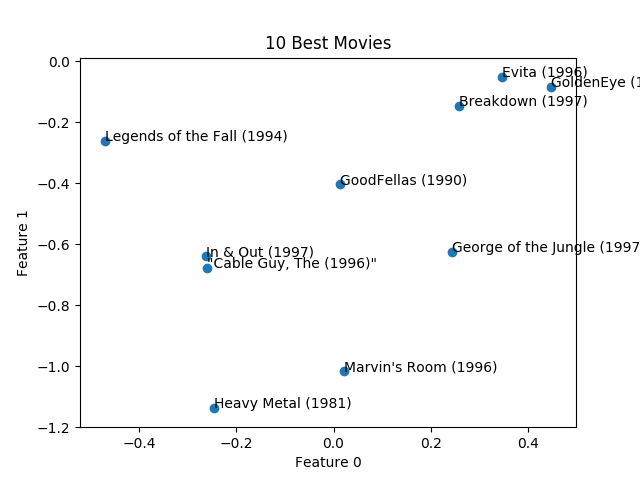 10 Best Movies
0.0
−0.2
−0.4
−0.6
−0.8
−1.0
−1.2
Feature 1
Evita (1996)
GoldenEye (1
Breakdown (1997)
Legends of the Fall (1994)
GoodFellas (1990)
In & Out (1997)
"Cable Guy, The (1996)"
George of the Jungle (1997
Marvin's Room (1996)
Heavy Metal (1981)
−0.4 −0.2 0.0 0.2 0.4
Feature 0